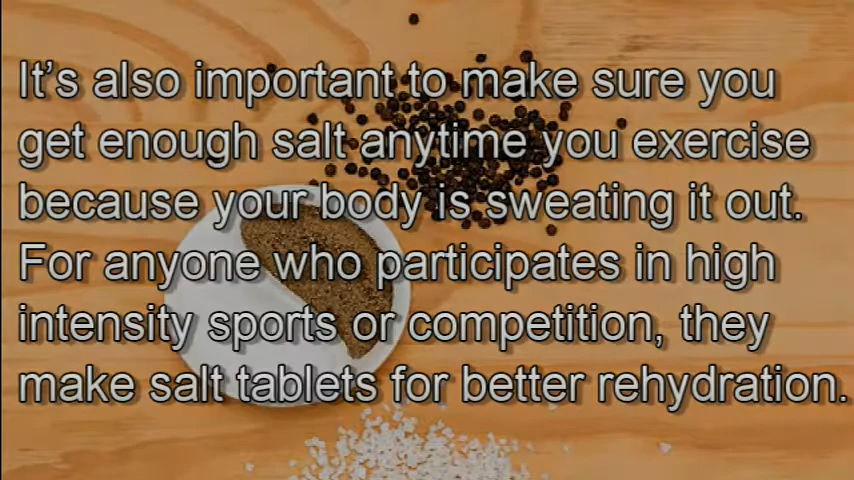 It’s also important to make sure you
get enough salt anytime you exercise
because your body is sweating it out.
For anyone who participates in high
intensity sports or competition, they
make salt tablets for better rehydration.